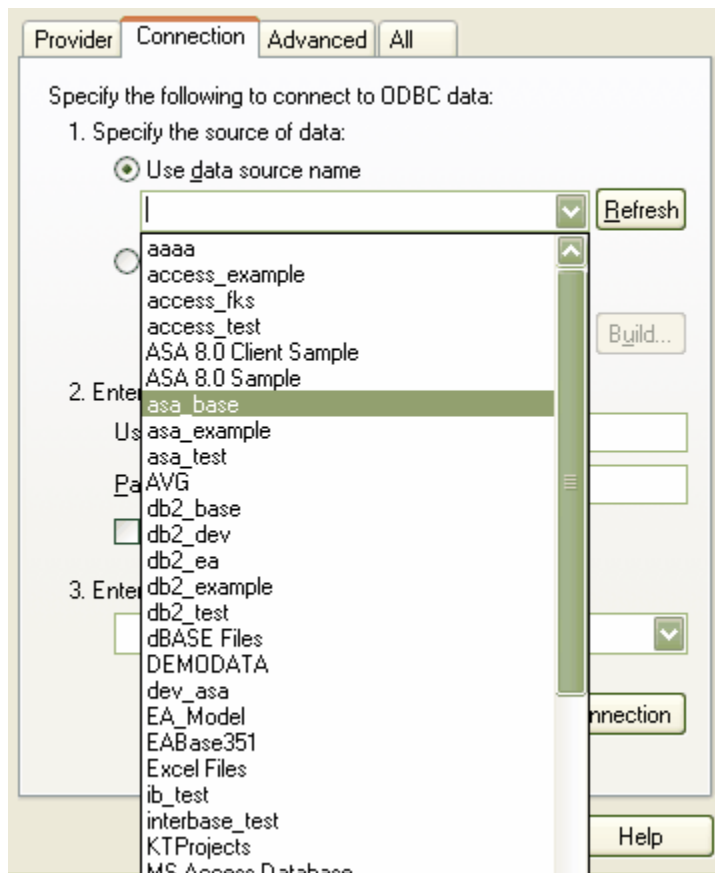 Provider Connection Advanced All
Specify the following to connect to ODBC data:
1. Specify the source of data:
Use data source name
Refresh
aaaa
access_example
access_fks
access_test
ASA 8.0 Client Sample
Build...
ASA 8.0 Sample
2. Enter
asa_base
Us
asa_example
asa_test
Pa
AVG
db2_base
db2_dev
db2_ea
3. Enter
db2_example
db2_test
dBASE Files
DEMODATA
dev_asa
EA_Model
nnection
EABase351
Excel Files
ib_test
interbase_test
Help
KTProjects
MS Access Database